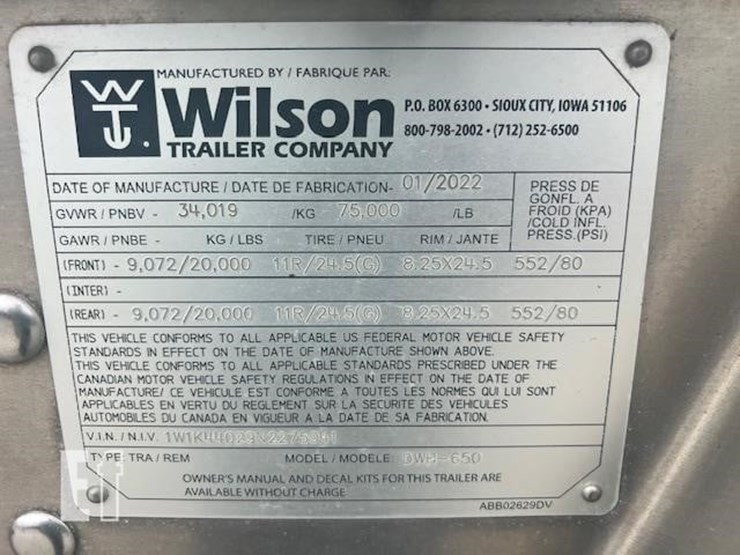 MANUFACTURED BY / FABRIQUE PAR:
Wilson
TRAILER COMPANY
P.O. BOX 6300 • SIOUX CITY, IOWA 51106
800-798-2002 • (712) 252-6500
DATE OF MANUFACTURE / DATE DE FABRICATION- 01/2022
GVWR / PNBV - 34,019 /KG 75,000 /LB
PRESS DE
GONFL. A
FROID (KPA)
/COLD INFL.
PRESS.(PSI)
GAWR / PNBE - KG / LBS TIRE / PNEU RIM / JANTE
(FRONT) - 9,072/20,000 11R/24.5(G) 8.25X24.5 552/80
(INTER) -
(REAR) - 9,072/20,000 11R/24.5(G) 8.25X24.5 552/80
THIS VEHICLE CONFORMS TO ALL APPLICABLE US FEDERAL MOTOR VEHICLE SAFETY
STANDARDS IN EFFECT ON THE DATE OF MANUFACTURE SHOWN ABOVE.
THIS VEHICLE CONFORMS TO ALL APPLICABLE STANDARDS PRESCRIBED UNDER THE
CANADIAN MOTOR VEHICLE SAFETY REGULATIONS IN EFFECT ON THE DATE OF
MANUFACTURE/ CE VEHICULE EST CONFORME A TOUTES LES NORMES QUI LUI SONT
APPLICABLES EN VERTU DU REGLEMENT SUR LA SECURITE DES VEHICULES
AUTOMOBILES DU CANADA EN VIGUEUR A LA DATE DE SA FABRICATION.
V.I.N. / N.I.V.
TYPE: TRA / REM MODEL / MODELE: DWH-650
OWNER'S MANUAL AND DECAL KITS FOR THIS TRAILER ARE
AVAILABLE WITHOUT CHARGE
ABB02629DV